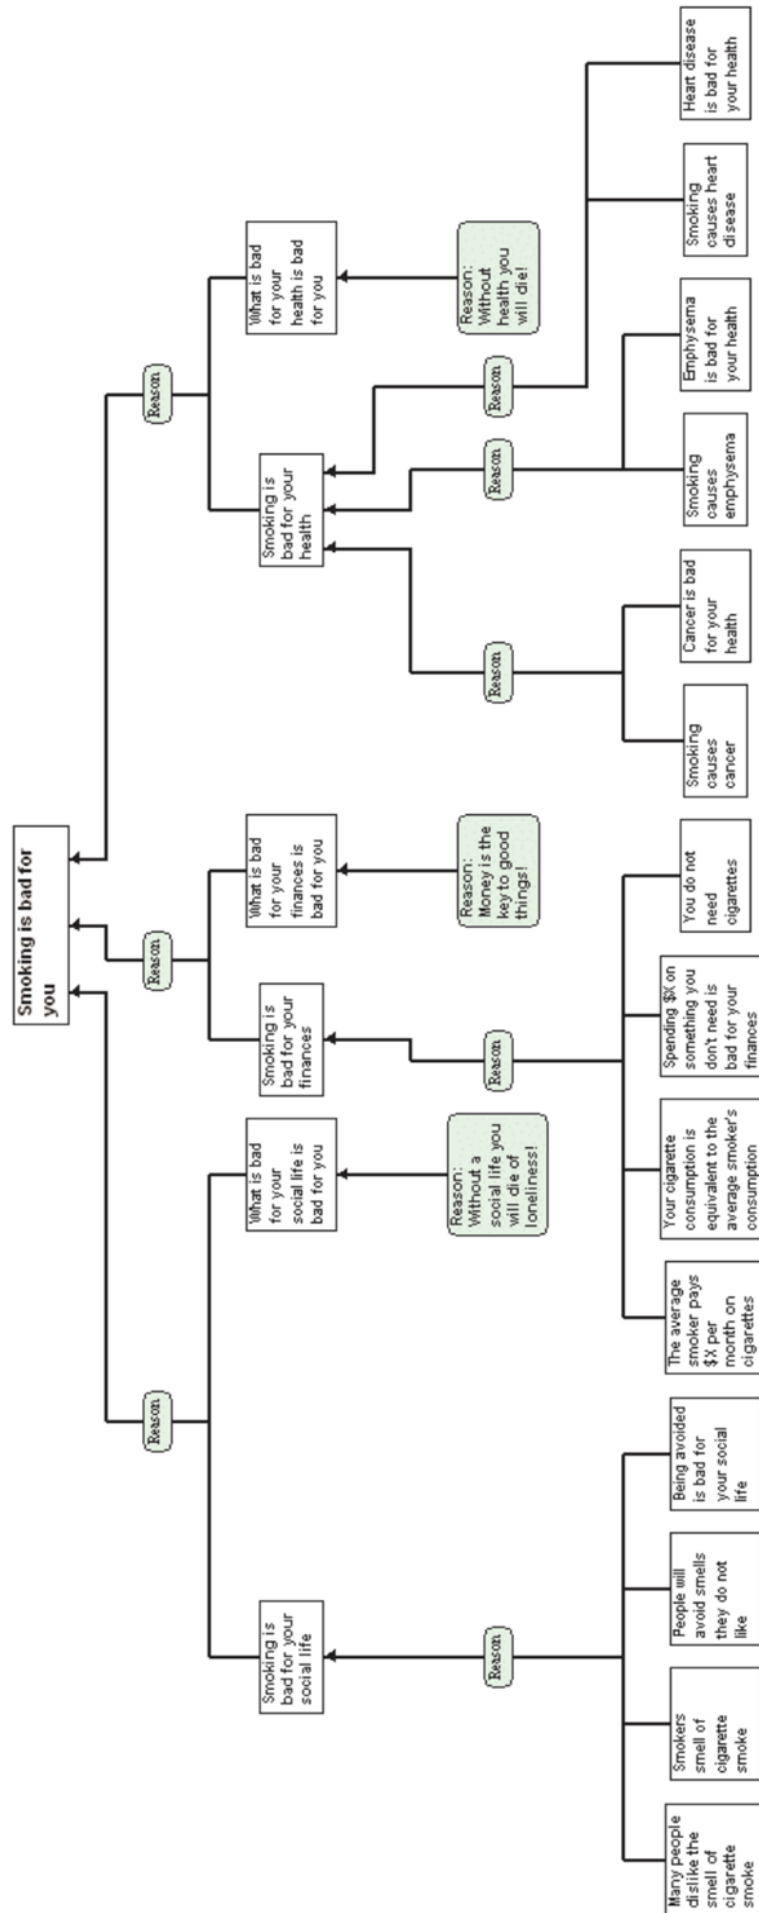 Smoking is bad for
you
Reason
Reason
Reason
Smoking is
bad for your
social life
What is bad
for your
social life is
bad for you
Smoking is
bad for your
finances
What is bad
for your
finances is
bad for you
Smoking is
bad for your
health
What is bad
for your
health is bad
for you
Reason
Reason:
Without a
social life you
will die of
loneliness!
Reason
Reason:
Money is the
key to good
things!
Reason
Reason
Reason
Reason:
Without
health you
will die!
Many people
dislike the
smell of
cigarette
smoke
Smokers
smell of
cigarette
smoke
People will
avoid smells
they do not
like
Being avoided
is bad for
your social
life
The average
smoker pays
$X per
month on
cigarettes
Your cigarette
consumption is
equivalent to the
average smoker's
consumption
Spending $X on
something you
don't need is
bad for your
finances
You do not
need
cigarettes
Smoking
causes
cancer
Cancer is bad
for your
health
Smoking
causes
emphysema
Emphysema
is bad for
your health
Smoking
causes heart
disease
Heart disease
is bad for
your health